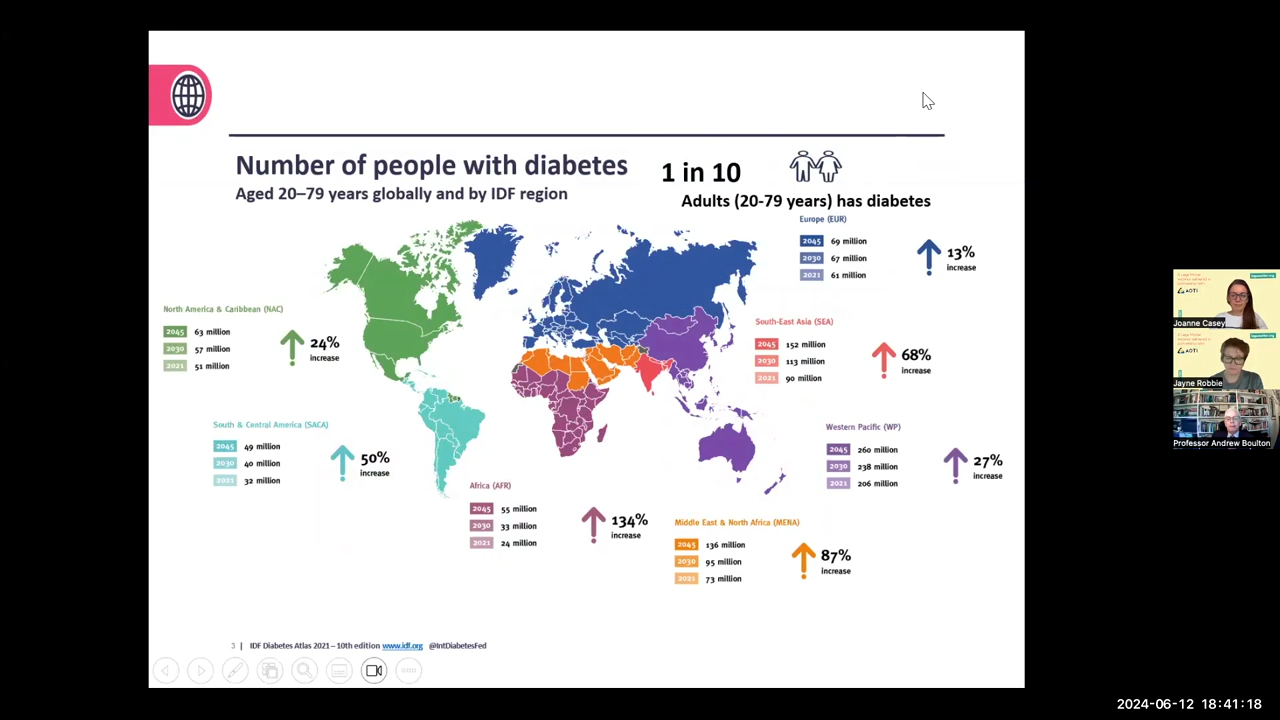 Number of people with diabetes
Aged 20–79 years globally and by IDF region
1 in 10
Adults (20-79 years) has diabetes
Europe (EUR)
2045 69 million
2030 67 million
2021 61 million
13%
increase
North America & Caribbean (NAC)
2045 63 million
2030 57 million
2021 51 million
24%
increase
South-East Asia (SEA)
2045 152 million
2030 113 million
2021 90 million
68%
increase
South & Central America (SACA)
2045 49 million
2030 40 million
2021 32 million
50%
increase
Western Pacific (WP)
2045 260 million
2030 238 million
2021 206 million
27%
increase
Africa (AFR)
2045 55 million
2030 33 million
2021 24 million
134%
increase
Middle East & North Africa (MENA)
2045 136 million
2030 95 million
2021 73 million
87%
increase
3 | IDF Diabetes Atlas 2021 – 10th edition www.idf.org @IntDiabetesFed
AOTI
Joanne Casey
AOTI
Jayne Robbie
Professor Andrew Boulton
2024-06-12 18:41:18